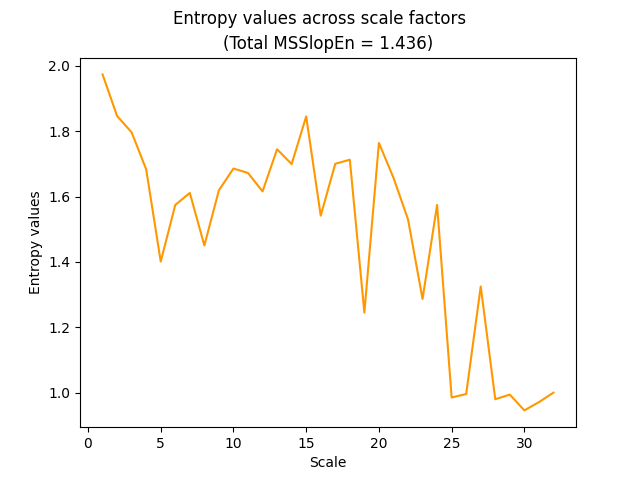 Entropy values across scale factors
(Total MSSlopEn = 1.436)
2.0
1.8
1.6
1.4
1.2
1.0
Entropy values
0 5 10 15 20 25 30
Scale